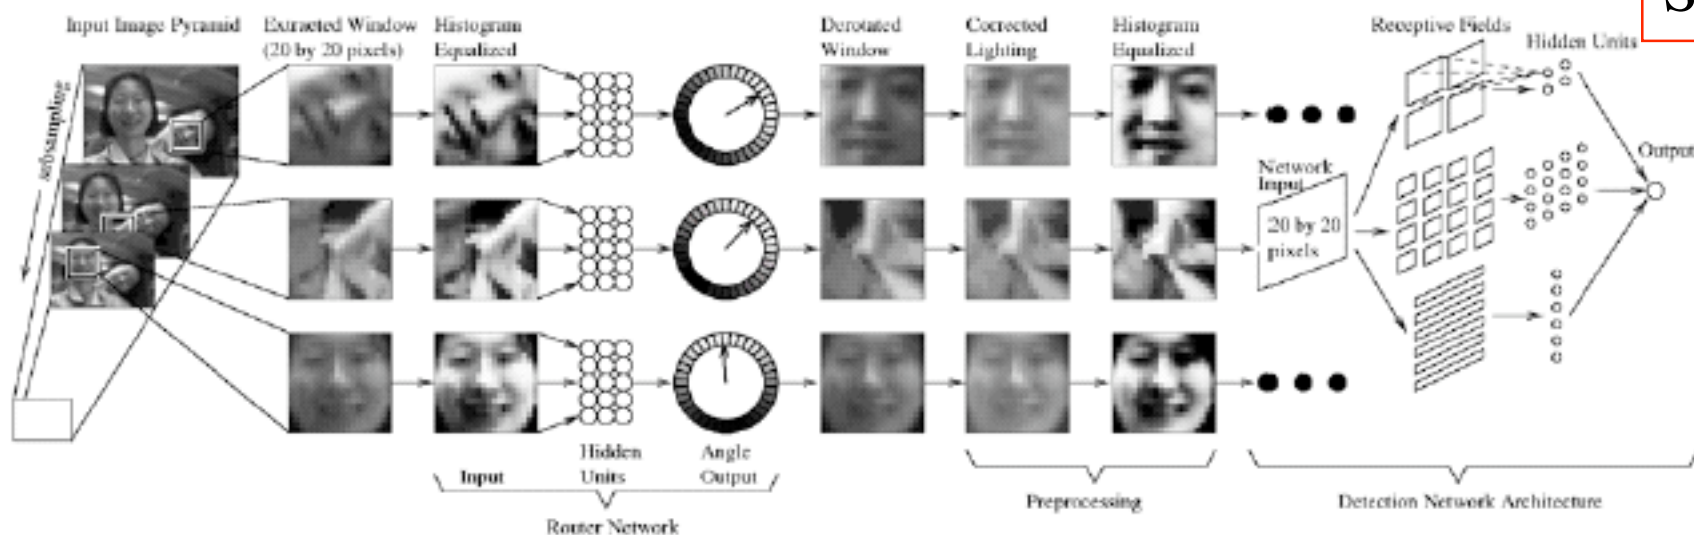 Input Image Pyramid
Extracted Window
(20 by 20 pixels)
Histogram
Equalized
Derotated
Window
Corrected
Lighting
Histogram
Equalized
Receptive Fields
Hidden Units
S
subsampling
Network
Input
20 by 20
pixels
Output
Input
Hidden
Units
Angle
Output
Router Network
Preprocessing
Detection Network Architecture